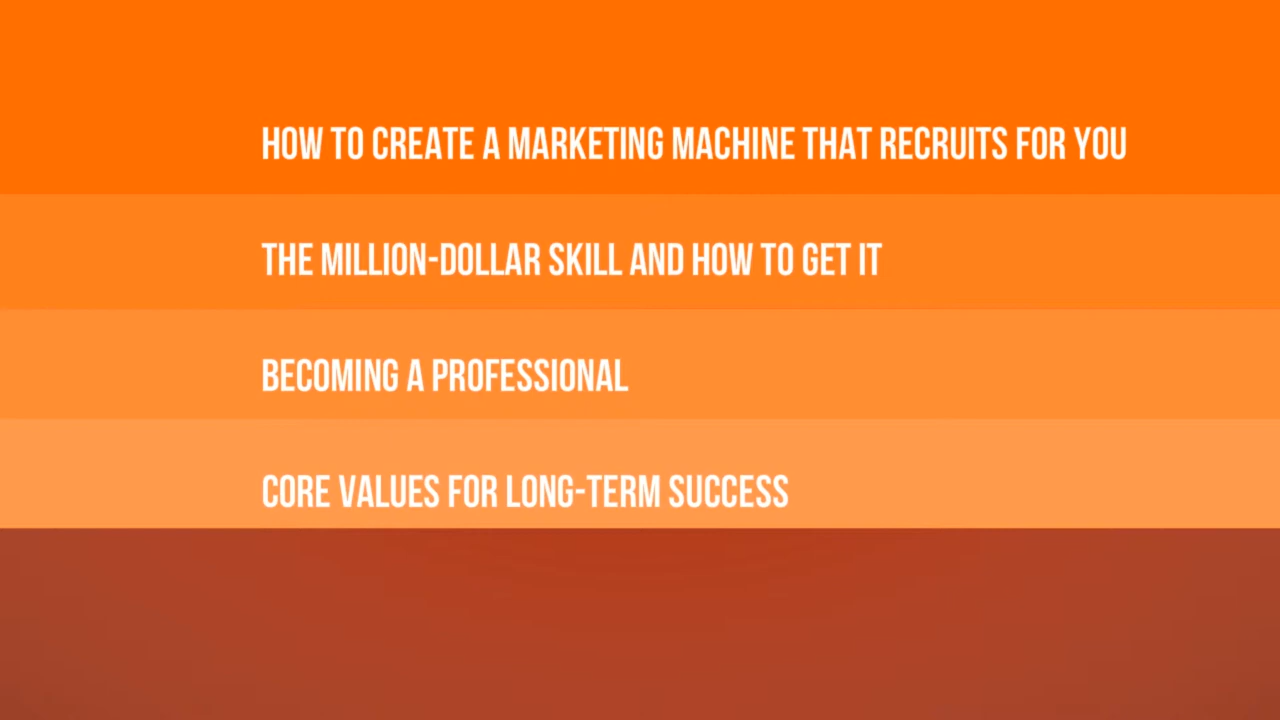 HOW TO CREATE A MARKETING MACHINE THAT RECRUITS FOR YOU
THE MILLION-DOLLAR SKILL AND HOW TO GET IT
BECOMING A PROFESSIONAL
CORE VALUES FOR LONG-TERM SUCCESS